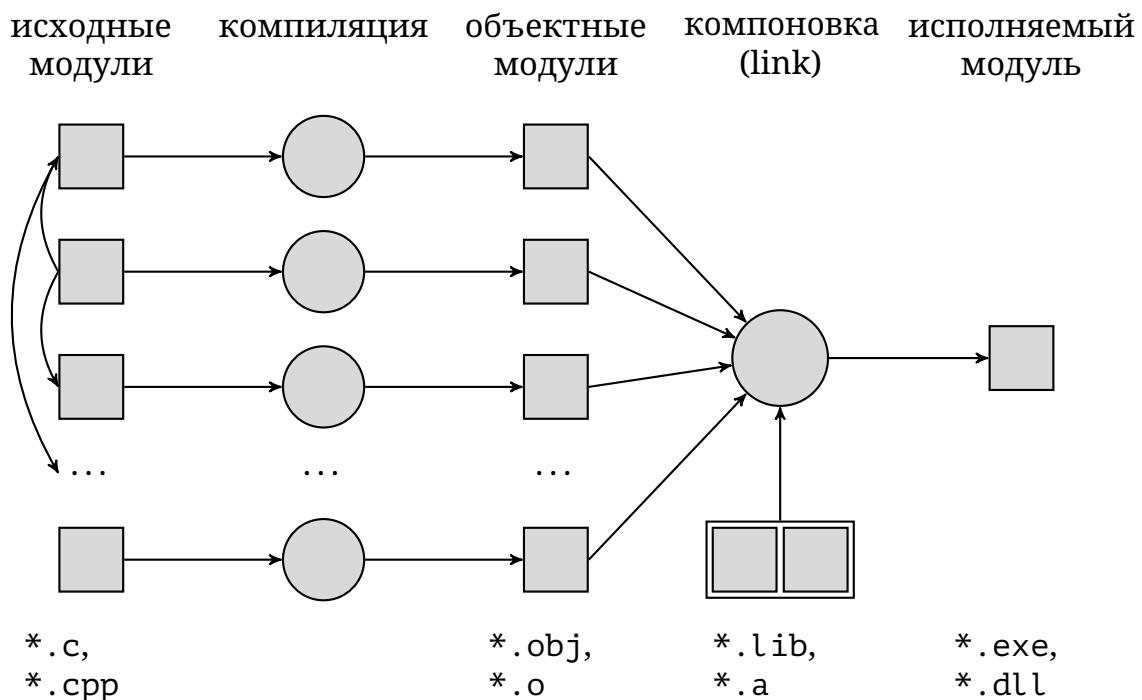 исходные
модули
компиляция
объектные
модули
компоновка
(link)
исполняемый
модуль
...
...
...
*.c,
*.cpp
*.obj,
*.o
*.lib,
*.a
*.exe,
*.dll